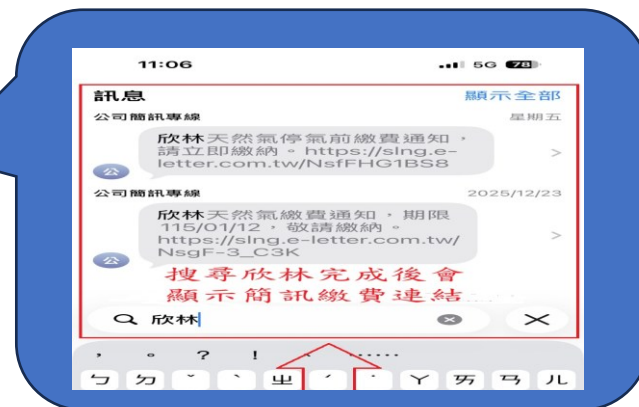 11:06 5G 78
訊息 顯示全部
公司簡訊專線 星期五
欣林天然氣停氣前繳費通知，
請立即繳納。https://slng.e-
letter.com.tw/NsfFHG1BS8
公
公司簡訊專線 2025/12/23
欣林天然氣繳費通知，期限
115/01/12，敬請繳納。
https://slng.e-letter.com.tw/
NsgF-3_C3K
公
搜尋欣林完成後會
顯示簡訊繳費連結
欣林
， 。 ？ ！ 、 ……
ㄅ ㄉ ˇ ˋ ㄓ ˊ ˙ ㄚ ㄞ ㄢ ㄦ